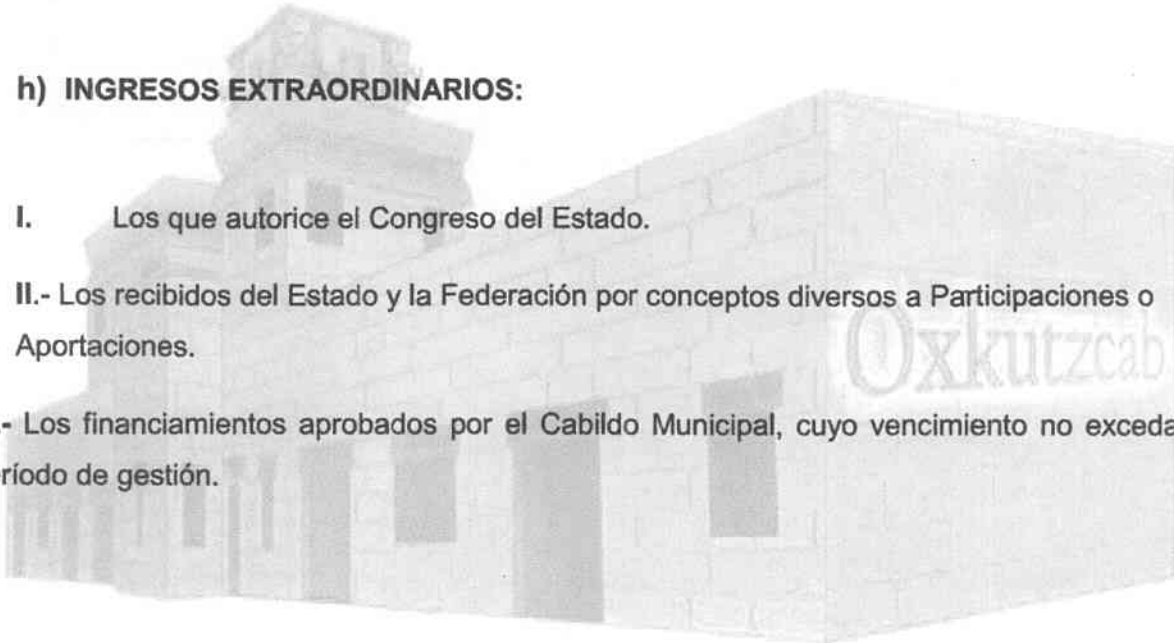 h) INGRESOS EXTRAORDINARIOS:
I. Los que autorice el Congreso del Estado.
II.- Los recibidos del Estado y la Federación por conceptos diversos a Participaciones o
Aportaciones.
.- Los financiamientos aprobados por el Cabildo Municipal, cuyo vencimiento no exceda
ríodo de gestión.
Oxkutzcab